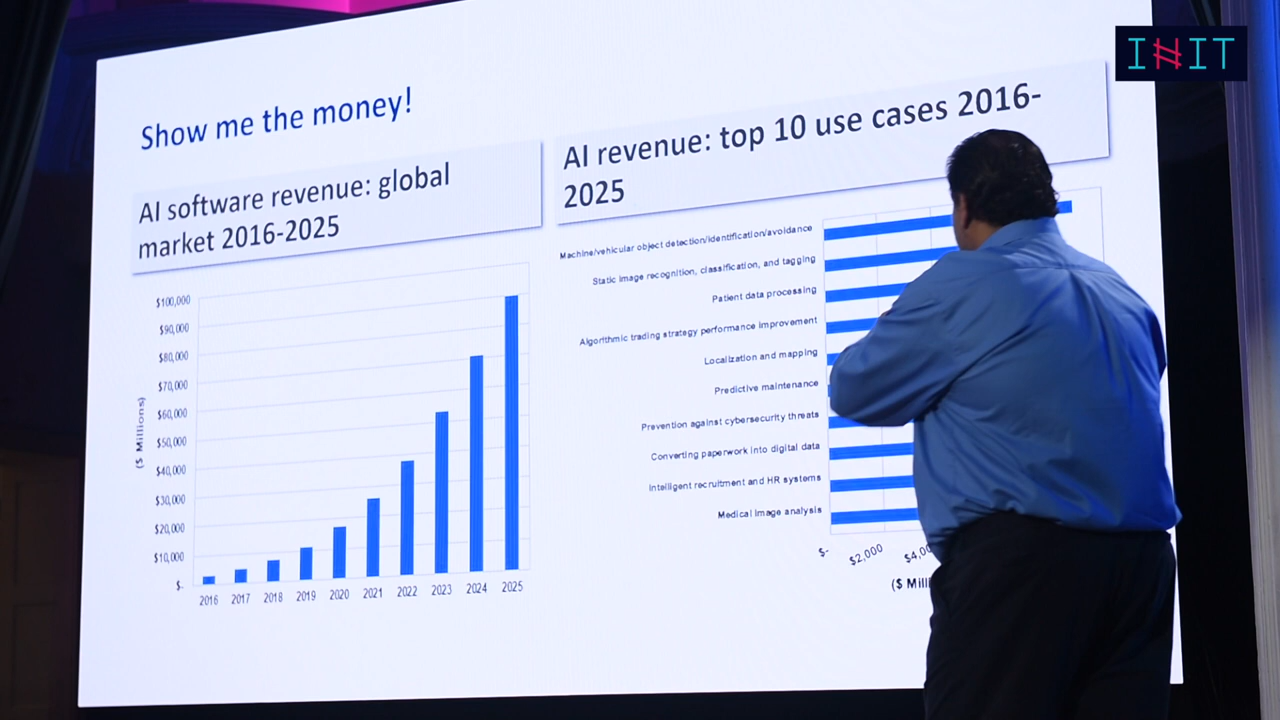 INIT
Show me the money!
AI software revenue: global
market 2016-2025
$100,000
$90,000
$80,000
$70,000
$60,000
$50,000
$40,000
$30,000
$20,000
$10,000
$-
($ Millions)
2016 2017 2018 2019 2020 2021 2022 2023 2024 2025
AI revenue: top 10 use cases 2016-
2025
Machine/vehicular object detection/identification/avoidance
Static image recognition, classification, and tagging
Patient data processing
Algorithmic trading strategy performance improvement
Localization and mapping
Predictive maintenance
Prevention against cybersecurity threats
Converting paperwork into digital data
Intelligent recruitment and HR systems
Medical image analysis
$- $2,000
($